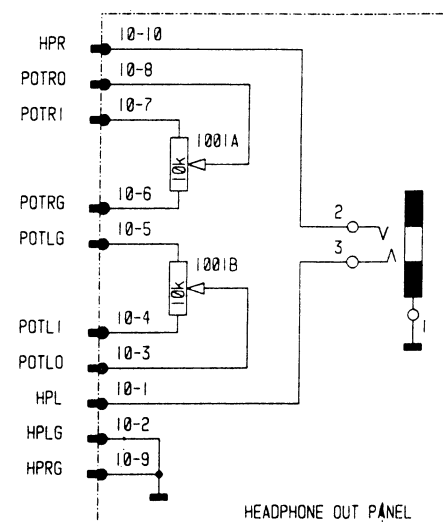 HPR 10-10
POTRO 10-8
POTRI 10-7
1001A
10k
POTRG 10-6
POTLG 10-5
2
3
1001B
10k
1
POTLI 10-4
POTLO 10-3
HPL 10-1
HPLG 10-2
HPRG 10-9
HEADPHONE OUT PANEL